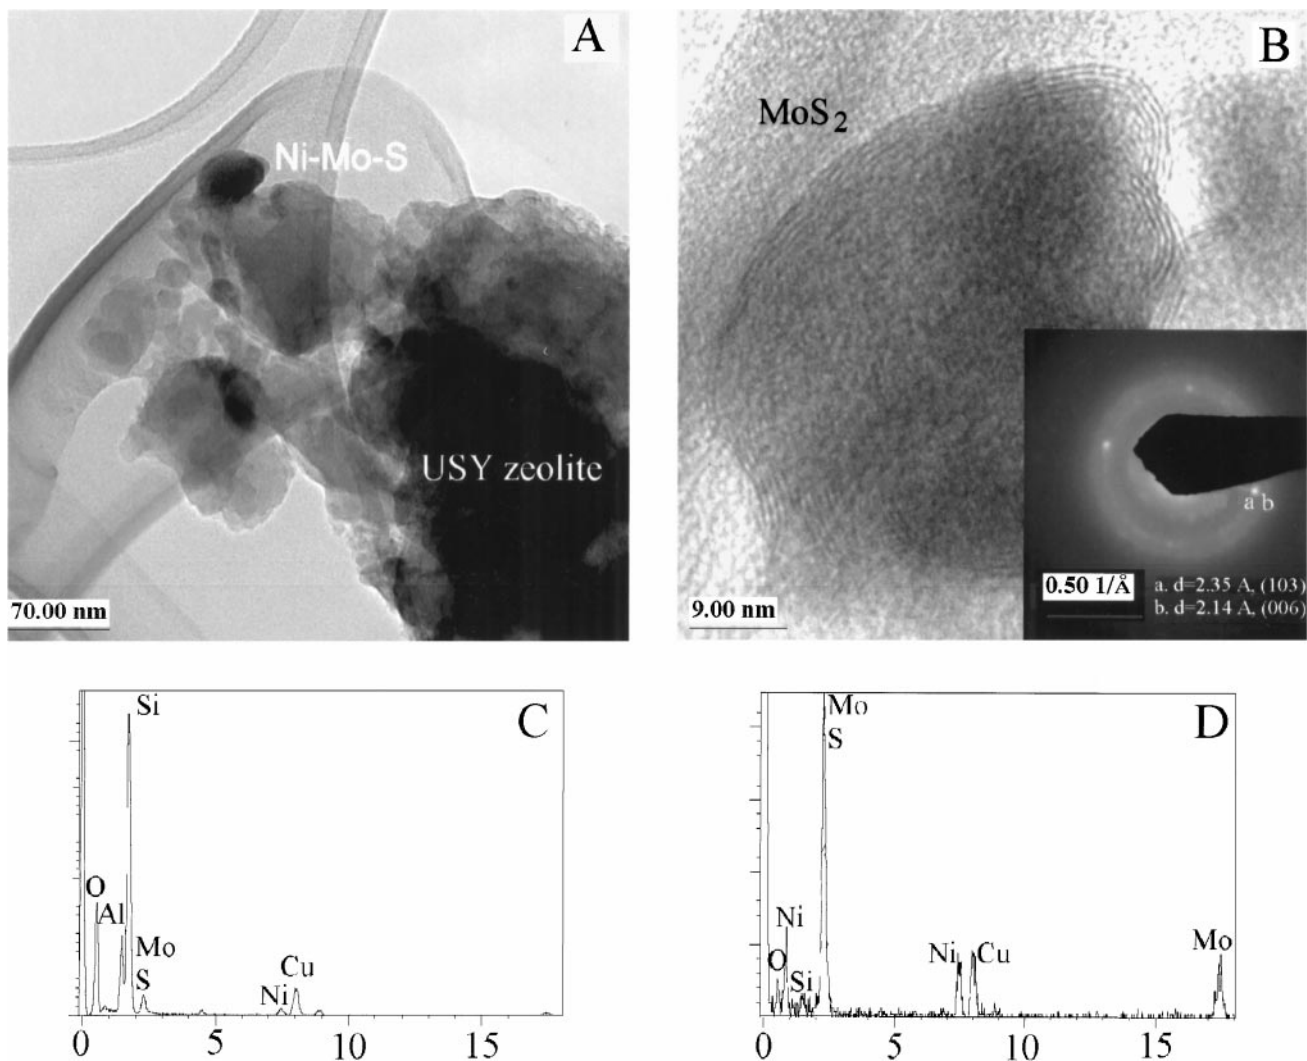 A
Ni-Mo-S
USY zeolite
70.00 nm
B
MoS2
a b
0.50 1/Å
a. d=2.35 A, (103)
b. d=2.14 A, (006)
9.00 nm
C
Si
O
Al
Mo
S
Ni
Cu
0 5 10 15
D
Mo
S
Ni
O
Si
Ni
Cu
Mo
0 5 10 15